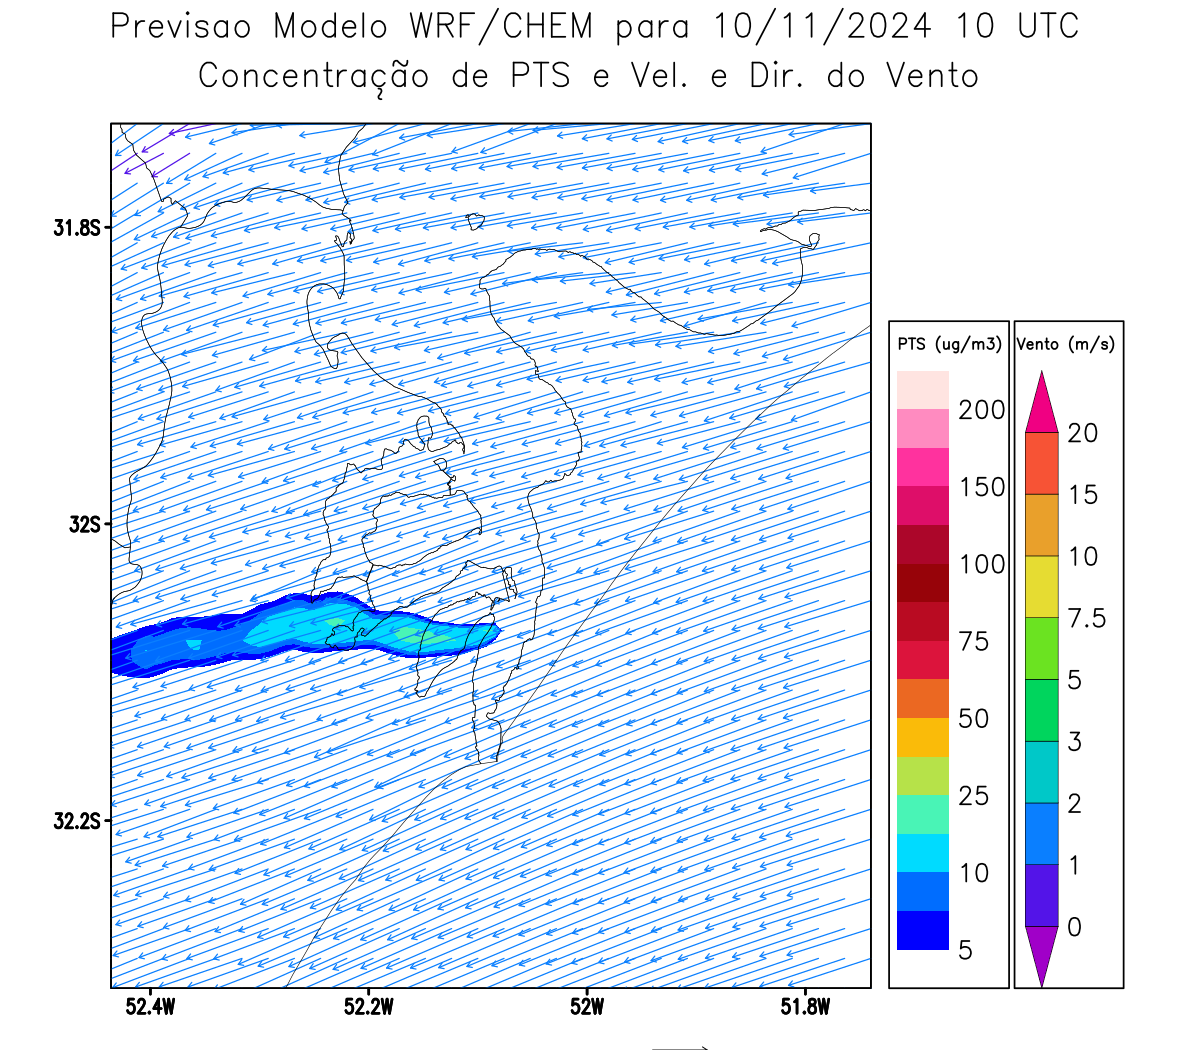 Previsao Modelo WRF/CHEM para 10/11/2024 10 UTC
Concentração de PTS e Vel. e Dir. do Vento
31.8S
32S
32.2S
52.4W
52.2W
52W
51.8W
PTS (ug/m3)
200
150
100
75
50
25
10
5
Vento (m/s)
20
15
10
7.5
5
3
2
1
0